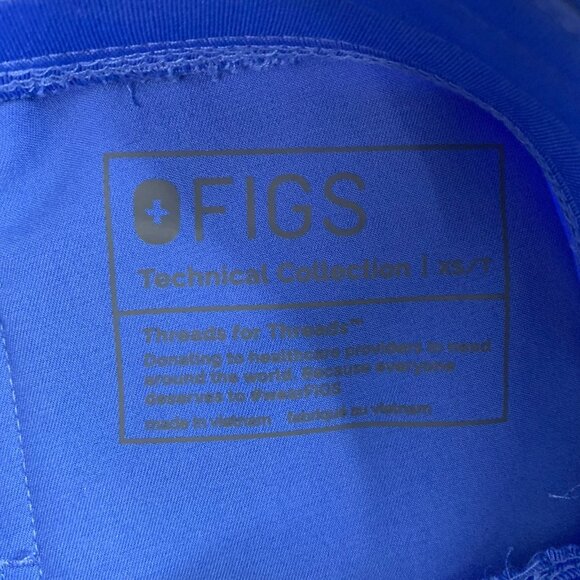 FIGS
Technical Collection | XS/T
Threads for Threads™
Donating to healthcare providers in need
around the world. Because everyone
deserves to #wearFIGS
made in vietnam fabriqué au vietnam